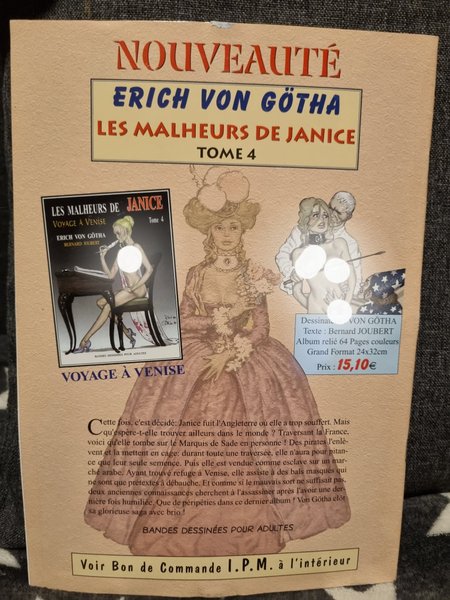 NOUVEAUTÉ
ERICH VON GÖTHA
LES MALHEURS DE JANICE
TOME 4
LES MALHEURS DE JANICE
VOYAGE À VENISE Tome 4
ERICH VON GÖTHA
BERNARD JOUBERT
BANDES DESSINÉES POUR ADULTES
VOYAGE À VENISE
VON GÖTHA
Texte : Bernard JOUBERT
Album relié 64 Pages couleurs
Grand Format 24x32cm
Prix : 15,10€
Cette fois, c'est décidé: Janice fuit l'Angleterre ou elle a trop souffert. Mais
qu'espère-t-elle trouver ailleurs dans le monde ? Traversant la France,
voici qu'elle tombe sur le Marquis de Sade en personne ! Des pirates l'enlè-
vent et la mettent en cage: durant toute une traversée, elle n'aura pour pitan-
ce que leur seule semence. Puis elle est vendue comme esclave sur un mar-
ché arabe. Ayant trouvé refuge à Venise, elle assiste à des bals masqués qui
ne sont que prétextes à débauche. Et comme si le mauvais sort ne suffisait pas,
deux anciennes connaissances cherchent à l'assassiner après l'avoir une der-
nière fois humiliée. Que de péripéties dans ce dernier album ! Von Götha clôt
sa glorieuse saga avec brio !
BANDES DESSINÉES POUR ADULTES
Voir Bon de Commande I.P.M. à l'intérieur